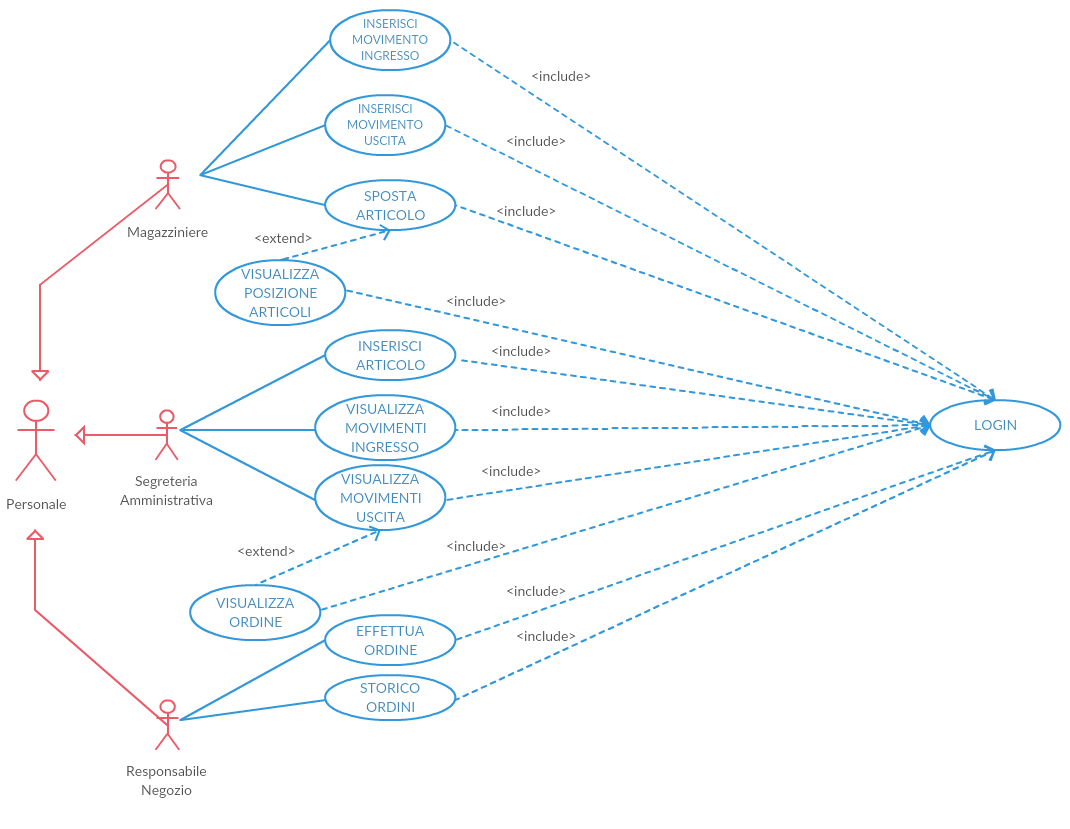 INSERISCI
MOVIMENTO
INGRESSO
<include>
INSERISCI
MOVIMENTO
USCITA
<include>
SPOSTA
ARTICOLO
<include>
Magazziniere
<extend>
VISUALIZZA
POSIZIONE
ARTICOLI
<include>
INSERISCI
ARTICOLO
<include>
VISUALIZZA
MOVIMENTI
INGRESSO
<include>
LOGIN
Personale
Segreteria
Amministrativa
VISUALIZZA
MOVIMENTI
USCITA
<include>
<extend>
<include>
VISUALIZZA
ORDINE
<include>
EFFETTUA
ORDINE
<include>
STORICO
ORDINI
Responsabile
Negozio